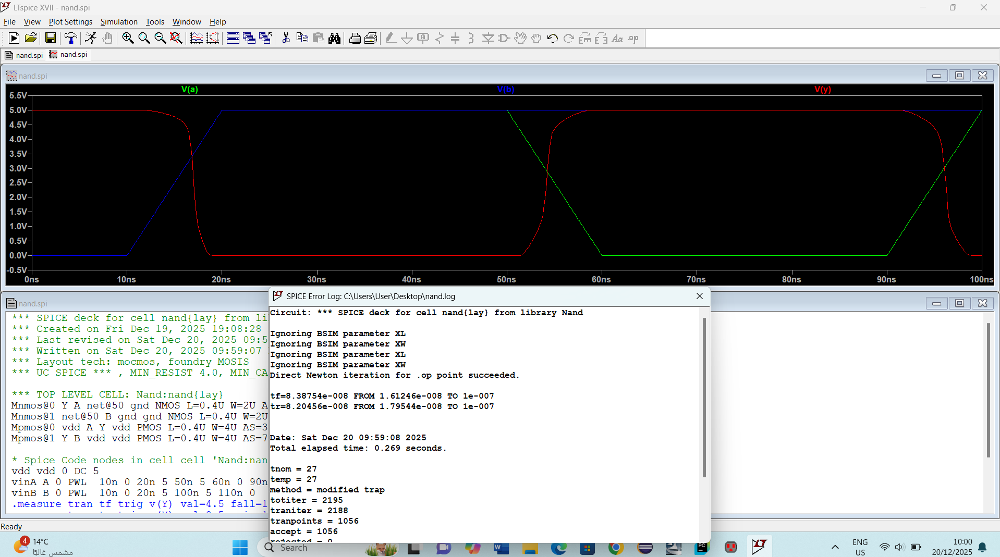 LTspice XVII - nand.spi
File View Plot Settings Simulation Tools Window Help
nand.spi nand.spi
nand.spi
V(a) V(b) V(y)
5.5V
5.0V
4.5V
4.0V
3.5V
3.0V
2.5V
2.0V
1.5V
1.0V
0.5V
0.0V
-0.5V
0ns 10ns 20ns 30ns 40ns 50ns 60ns 70ns 80ns 90ns 100ns
nand.spi
*** SPICE deck for cell nand{lay} from li
*** Created on Fri Dec 19, 2025 19:08:28
*** Last revised on Sat Dec 20, 2025 09:5
*** Written on Sat Dec 20, 2025 09:59:07
*** Layout tech: mocmos, foundry MOSIS
*** UC SPICE *** , MIN_RESIST 4.0, MIN_CA
*** TOP LEVEL CELL: Nand:nand{lay}
Mnmos@0 Y A net@50 gnd NMOS L=0.4U W=2U A
Mnmos@1 net@50 B gnd gnd NMOS L=0.4U W=2U
Mpmos@0 vdd A Y vdd PMOS L=0.4U W=4U AS=3
Mpmos@1 Y B vdd vdd PMOS L=0.4U W=4U AS=7
* Spice Code nodes in cell cell 'Nand:nan
vdd vdd 0 DC 5
vinA A 0 PWL 10n 0 20n 5 50n 5 60n 0 90n
vinB B 0 PWL 10n 0 20n 5 100n 5 110n 0
.measure tran tf trig v(Y) val=4.5 fall=1
SPICE Error Log: C:\Users\User\Desktop\nand.log
Circuit: *** SPICE deck for cell nand{lay} from library Nand
Ignoring BSIM parameter XL
Ignoring BSIM parameter XW
Ignoring BSIM parameter XL
Ignoring BSIM parameter XW
Direct Newton iteration for .op point succeeded.
tf=8.38754e-008 FROM 1.61246e-008 TO 1e-007
tr=8.20456e-008 FROM 1.79544e-008 TO 1e-007
Date: Sat Dec 20 09:59:08 2025
Total elapsed time: 0.269 seconds.
tnom = 27
temp = 27
method = modified trap
totiter = 2195
traniter = 2188
tranpoints = 1056
accept = 1056
rejected = 0
Ready
4
14°C
مشمس غالبًا
Search
ENG
US
10:00
20/12/2025